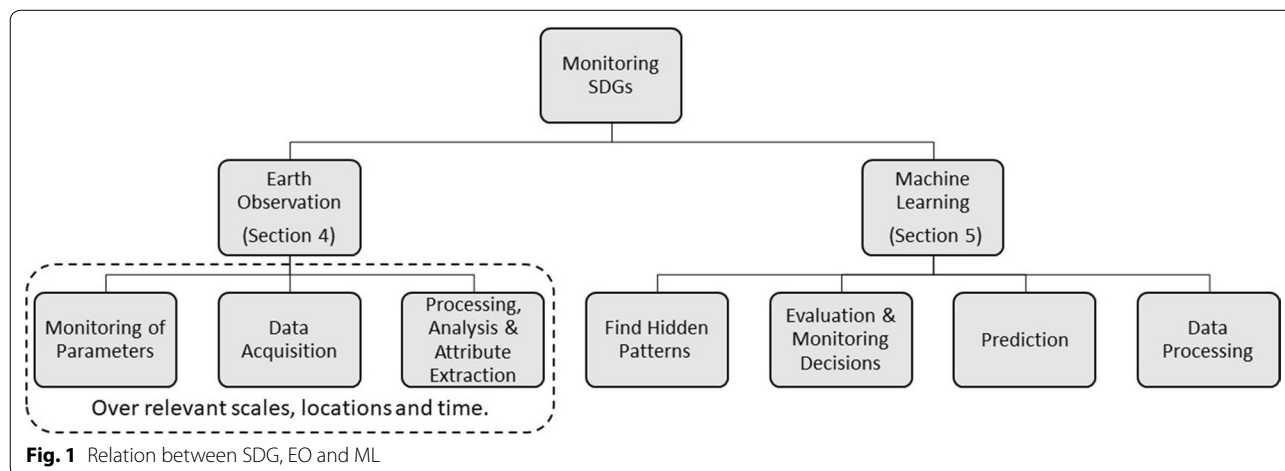 Monitoring
SDGs
Earth
Observation
(Section 4)
Machine
Learning
(Section 5)
Monitoring of
Parameters
Data
Acquisition
Processing,
Analysis &
Attribute
Extraction
Find Hidden
Patterns
Evaluation &
Monitoring
Decisions
Prediction
Data
Processing
Over relevant scales, locations and time.
Fig. 1 Relation between SDG, EO and ML